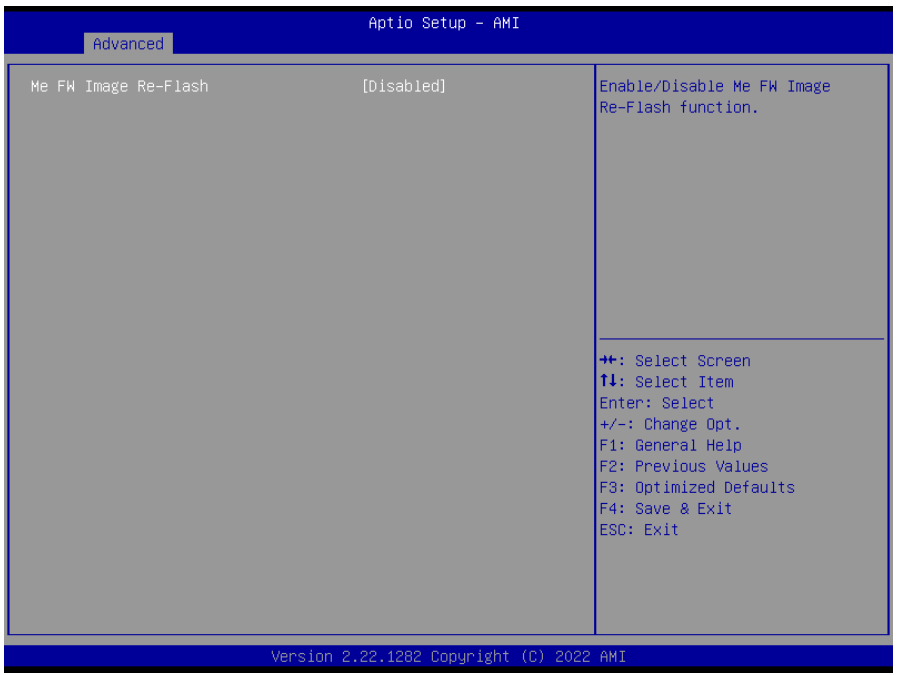 Aptio Setup – AMI
Advanced
Me FW Image Re–Flash [Disabled]
Enable/Disable Me FW Image
Re–Flash function.
→←: Select Screen
↑↓: Select Item
Enter: Select
+/–: Change Opt.
F1: General Help
F2: Previous Values
F3: Optimized Defaults
F4: Save & Exit
ESC: Exit
Version 2.22.1282 Copyright (C) 2022 AMI